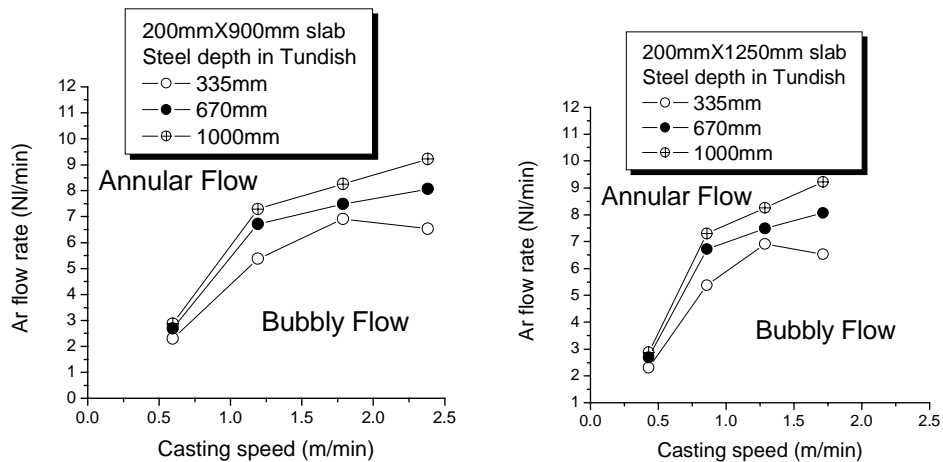 200mmX900mm slab
Steel depth in Tundish
335mm
670mm
1000mm
Annular Flow
Bubbly Flow
Ar flow rate (Nl/min)
12
11
10
9
8
7
6
5
4
3
2
1
0
0.0 0.5 1.0 1.5 2.0 2.5
Casting speed (m/min)
200mmX1250mm slab
Steel depth in Tundish
335mm
670mm
1000mm
Annular Flow
Bubbly Flow
Ar flow rate (Nl/min)
12
11
10
9
8
7
6
5
4
3
2
1
0.0 0.5 1.0 1.5 2.0 2.5
Casting speed (m/min)